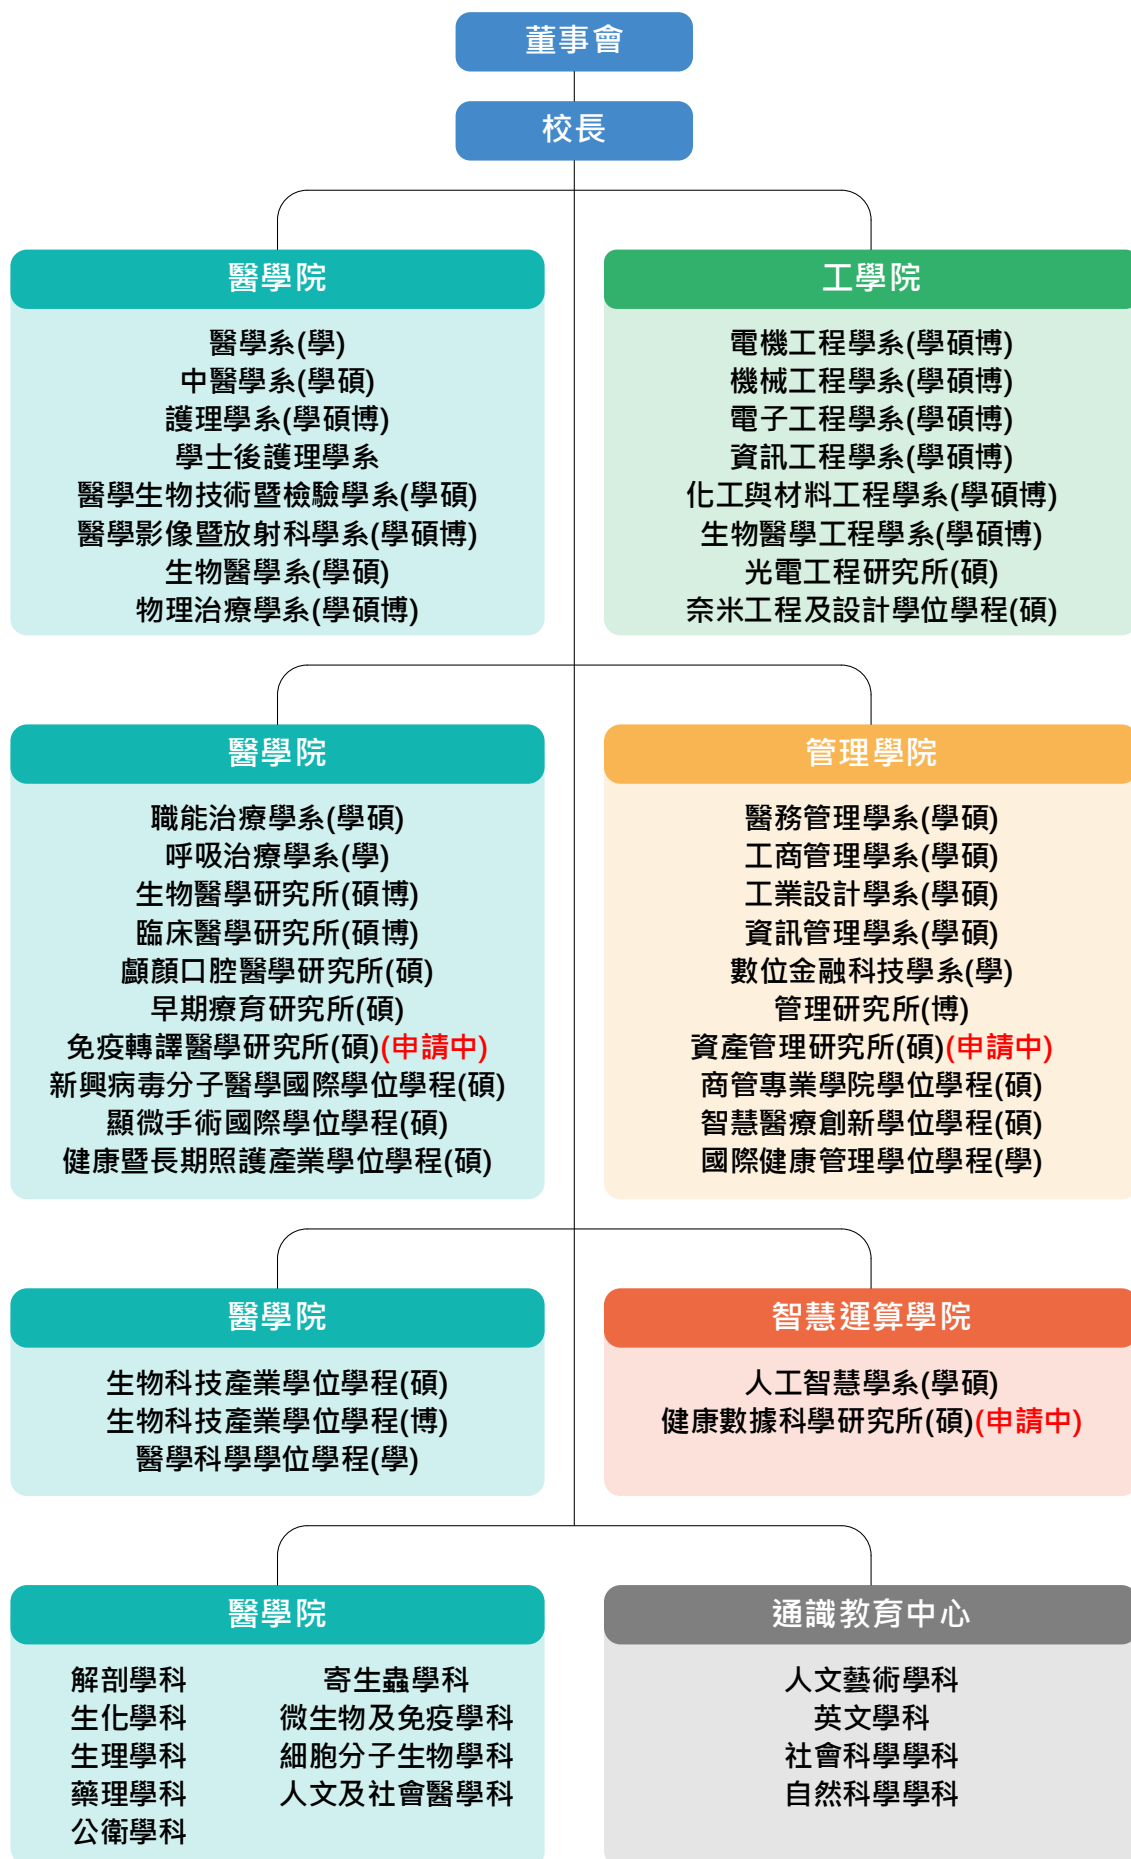 董事會
校長
醫學院
醫學系(學)
中醫學系(學碩)
護理學系(學碩博)
學士後護理學系
醫學生物技術暨檢驗學系(學碩)
醫學影像暨放射科學系(學碩博)
生物醫學系(學碩)
物理治療學系(學碩博)
工學院
電機工程學系(學碩博)
機械工程學系(學碩博)
電子工程學系(學碩博)
資訊工程學系(學碩博)
化工與材料工程學系(學碩博)
生物醫學工程學系(學碩博)
光電工程研究所(碩)
奈米工程及設計學位學程(碩)
醫學院
職能治療學系(學碩)
呼吸治療學系(學)
生物醫學研究所(碩博)
臨床醫學研究所(碩博)
顱顏口腔醫學研究所(碩)
早期療育研究所(碩)
免疫轉譯醫學研究所(碩)(申請中)
新興病毒分子醫學國際學位學程(碩)
顯微手術國際學位學程(碩)
健康暨長期照護產業學位學程(碩)
管理學院
醫務管理學系(學碩)
工商管理學系(學碩)
工業設計學系(學碩)
資訊管理學系(學碩)
數位金融科技學系(學)
管理研究所(博)
資產管理研究所(碩)(申請中)
商管專業學院學位學程(碩)
智慧醫療創新學位學程(碩)
國際健康管理學位學程(學)
醫學院
生物科技產業學位學程(碩)
生物科技產業學位學程(博)
醫學科學學位學程(學)
智慧運算學院
人工智慧學系(學碩)
健康數據科學研究所(碩)(申請中)
醫學院
解剖學科
生化學科
生理學科
藥理學科
公衛學科
寄生蟲學科
微生物及免疫學科
細胞分子生物學科
人文及社會醫學科
通識教育中心
人文藝術學科
英文學科
社會科學學科
自然科學學科